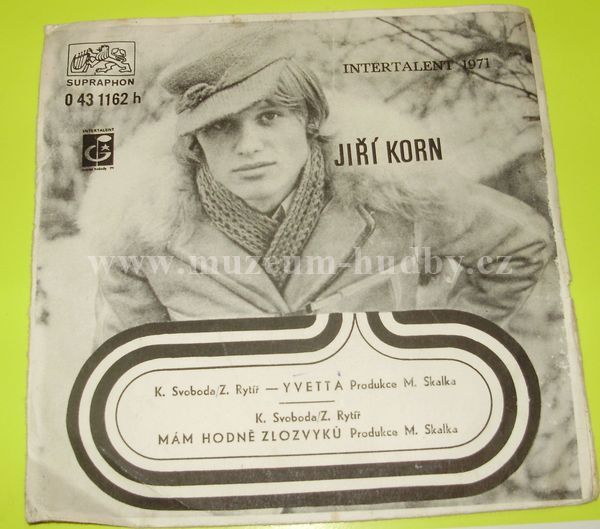 SUPRAPHON
0 43 1162 h
INTERTALENT 1971
INTERTALENT
JIŘÍ KORN
www.muzeum-hudby.cz
K. Svoboda/Z. Rytíř — YVETTA Produkce M. Skalka
K. Svoboda/Z. Rytíř
MÁM HODNĚ ZLOZVYKŮ Produkce M. Skalka